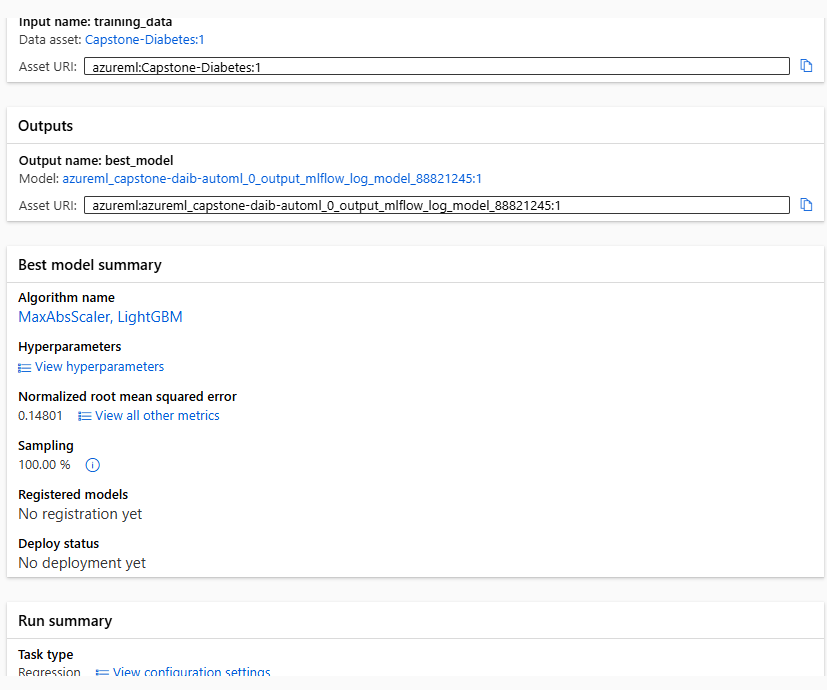 Input name: training_data
Data asset: Capstone-Diabetes:1
Asset URI: azureml:Capstone-Diabetes:1
Outputs
Output name: best_model
Model: azureml_capstone-daib-automl_0_output_mlflow_log_model_88821245:1
Asset URI: azureml:azureml_capstone-daib-automl_0_output_mlflow_log_model_88821245:1
Best model summary
Algorithm name
MaxAbsScaler, LightGBM
Hyperparameters
View hyperparameters
Normalized root mean squared error
0.14801 View all other metrics
Sampling
100.00 %
Registered models
No registration yet
Deploy status
No deployment yet
Run summary
Task type
Regression View configuration settings